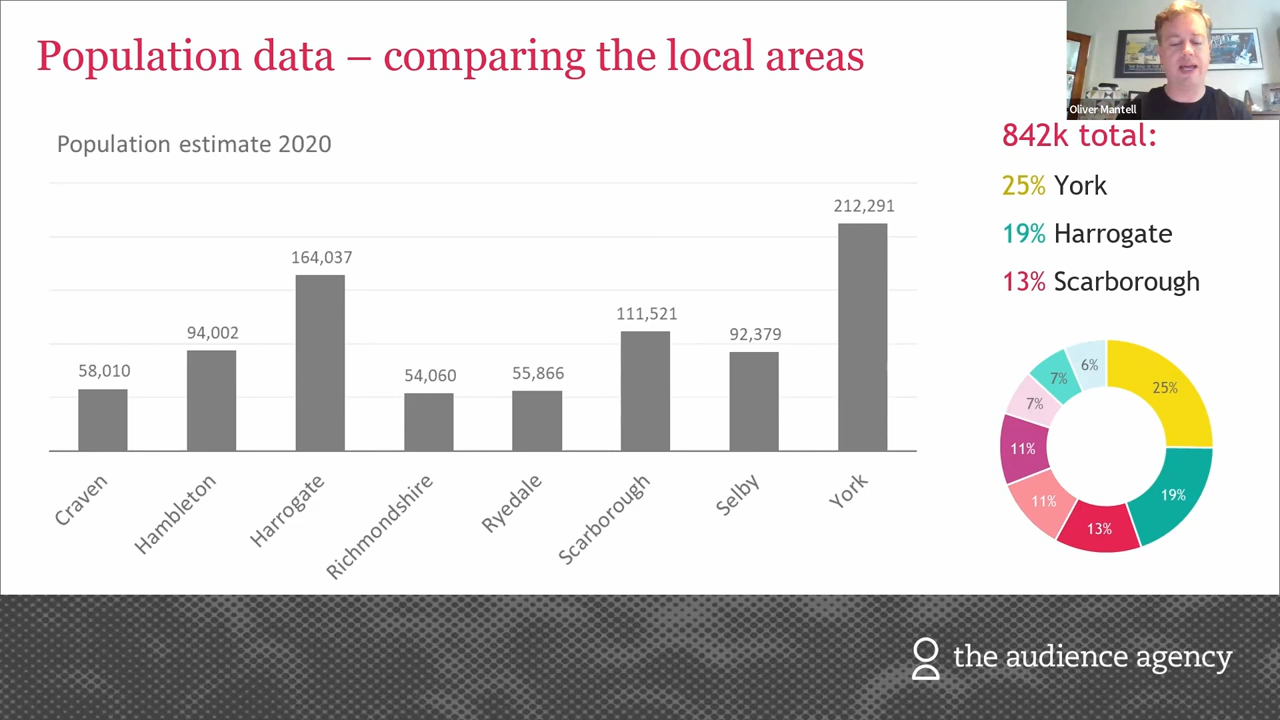 Population data – comparing the local areas
Oliver Mantell
Population estimate 2020
58,010
94,002
164,037
54,060
55,866
111,521
92,379
212,291
Craven
Hambleton
Harrogate
Richmondshire
Ryedale
Scarborough
Selby
York
842k total:
25% York
19% Harrogate
13% Scarborough
25%
19%
13%
11%
11%
7%
7%
6%
the audience agency